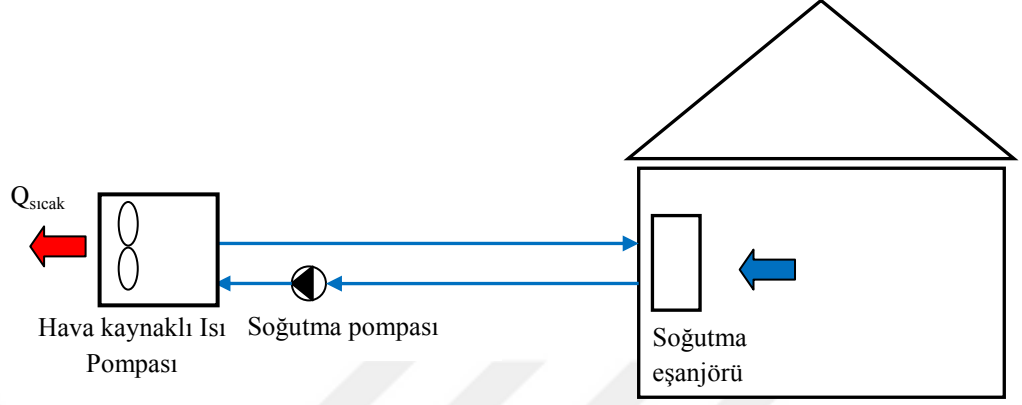 Qsıcak
Hava kaynaklı Isı
Pompası
Soğutma pompası
Soğutma
eşanjörü